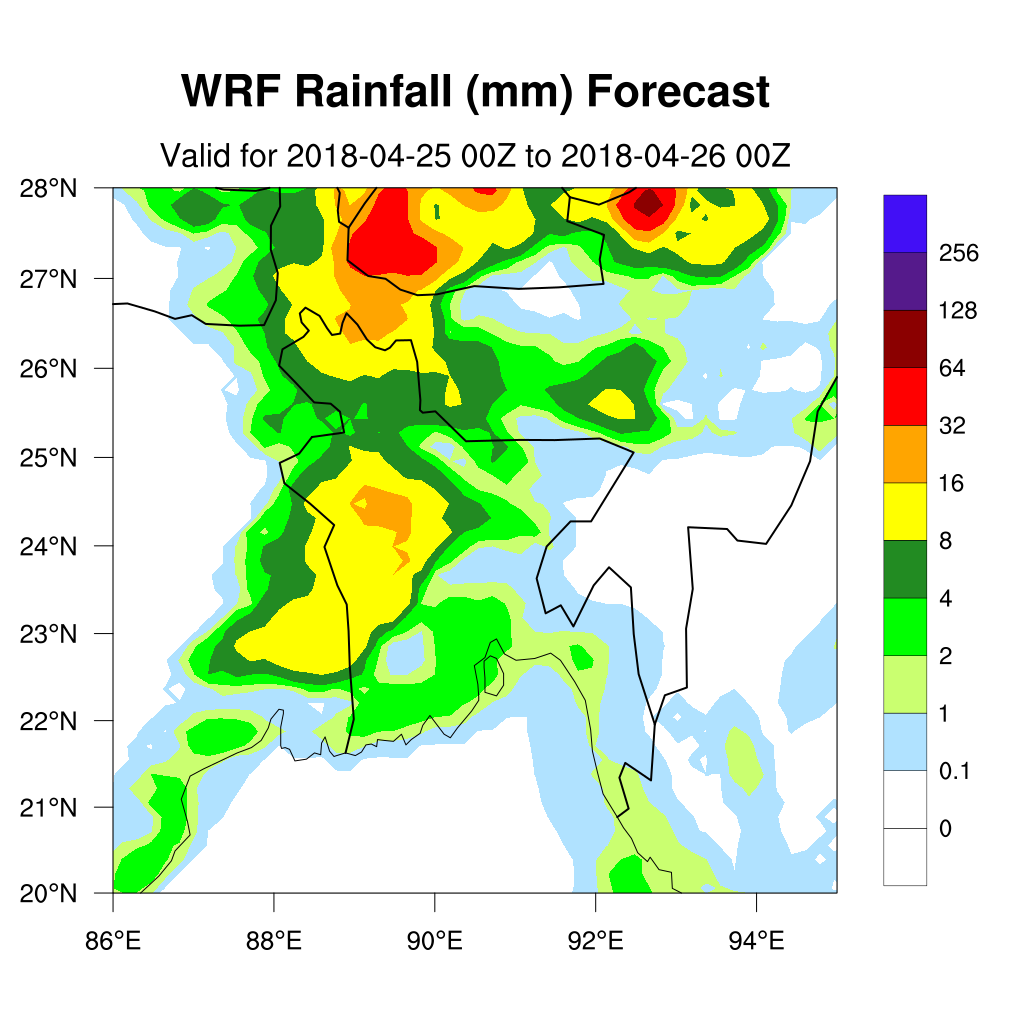 WRF Rainfall (mm) Forecast
Valid for 2018-04-25 00Z to 2018-04-26 00Z
28°N
27°N
26°N
25°N
24°N
23°N
22°N
21°N
20°N
86°E 88°E 90°E 92°E 94°E
256
128
64
32
16
8
4
2
1
0.1
0